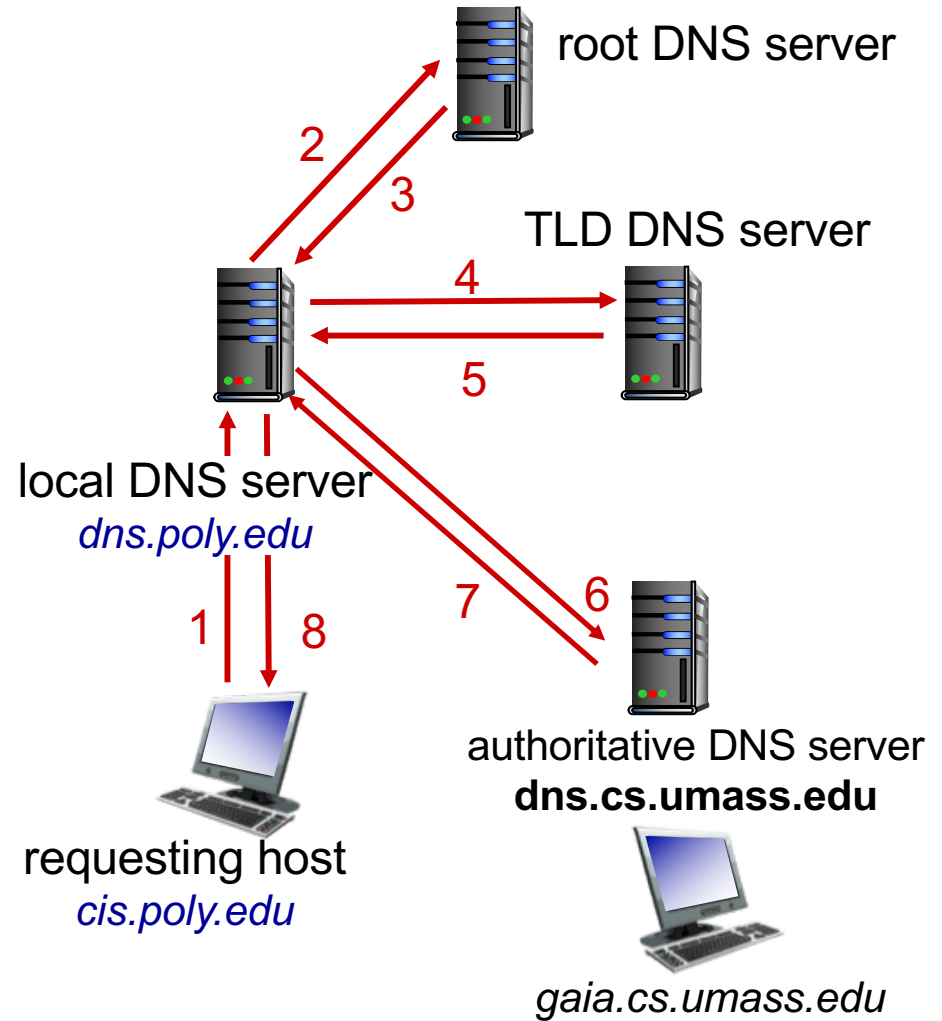 root DNS server
2
3
TLD DNS server
4
5
local DNS server
dns.poly.edu
1
8
7
6
authoritative DNS server
dns.cs.umass.edu
requesting host
cis.poly.edu
gaia.cs.umass.edu